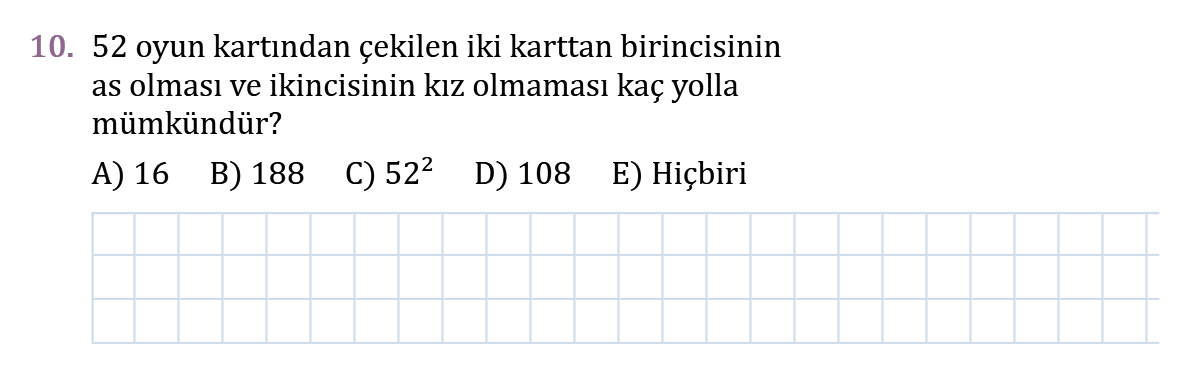 10. 52 oyun kartından çekilen iki karttan birincisinin
as olması ve ikincisinin kız olmaması kaç yolla
mümkündür?
A) 16 B) 188 C) 52² D) 108 E) Hiçbiri